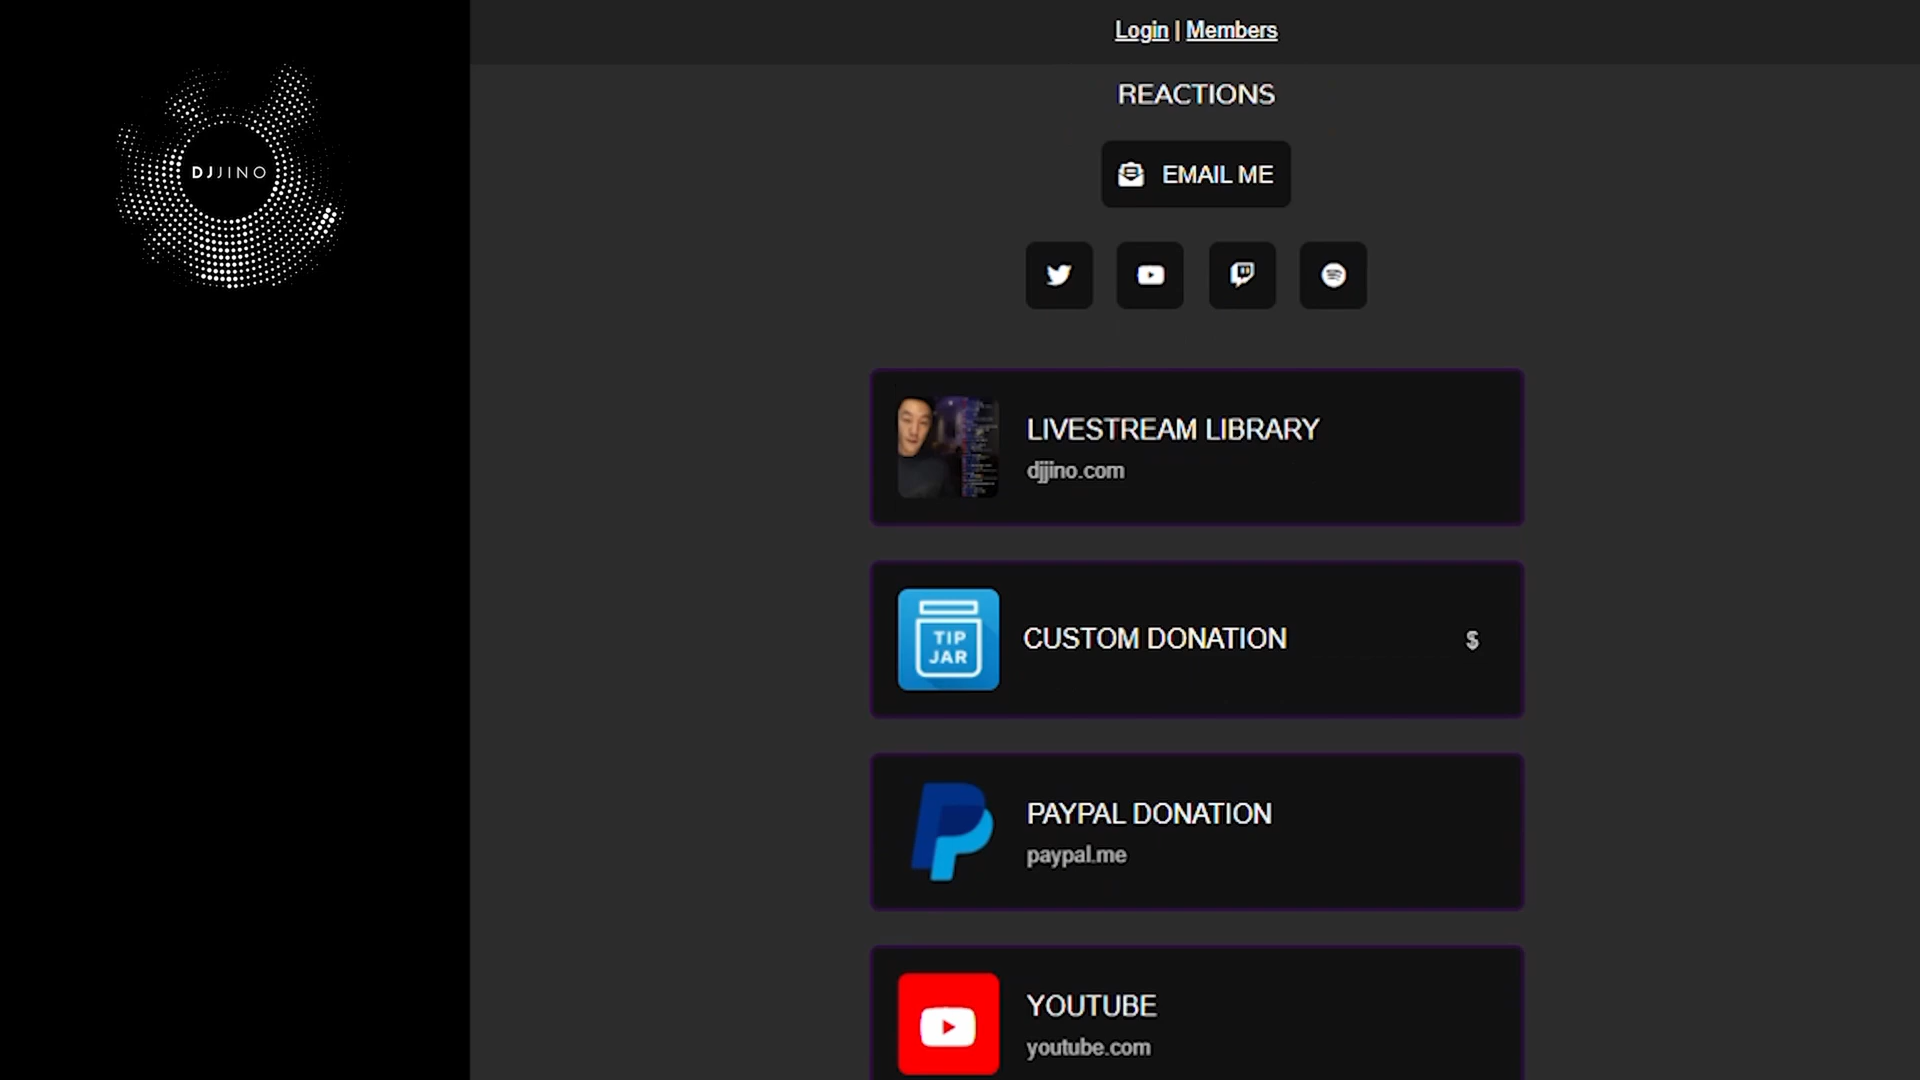 Login | Members
DJJINO
REACTIONS
EMAIL ME
LIVESTREAM LIBRARY
djjino.com
TIP
JAR
CUSTOM DONATION
$
PAYPAL DONATION
paypal.me
YOUTUBE
youtube.com